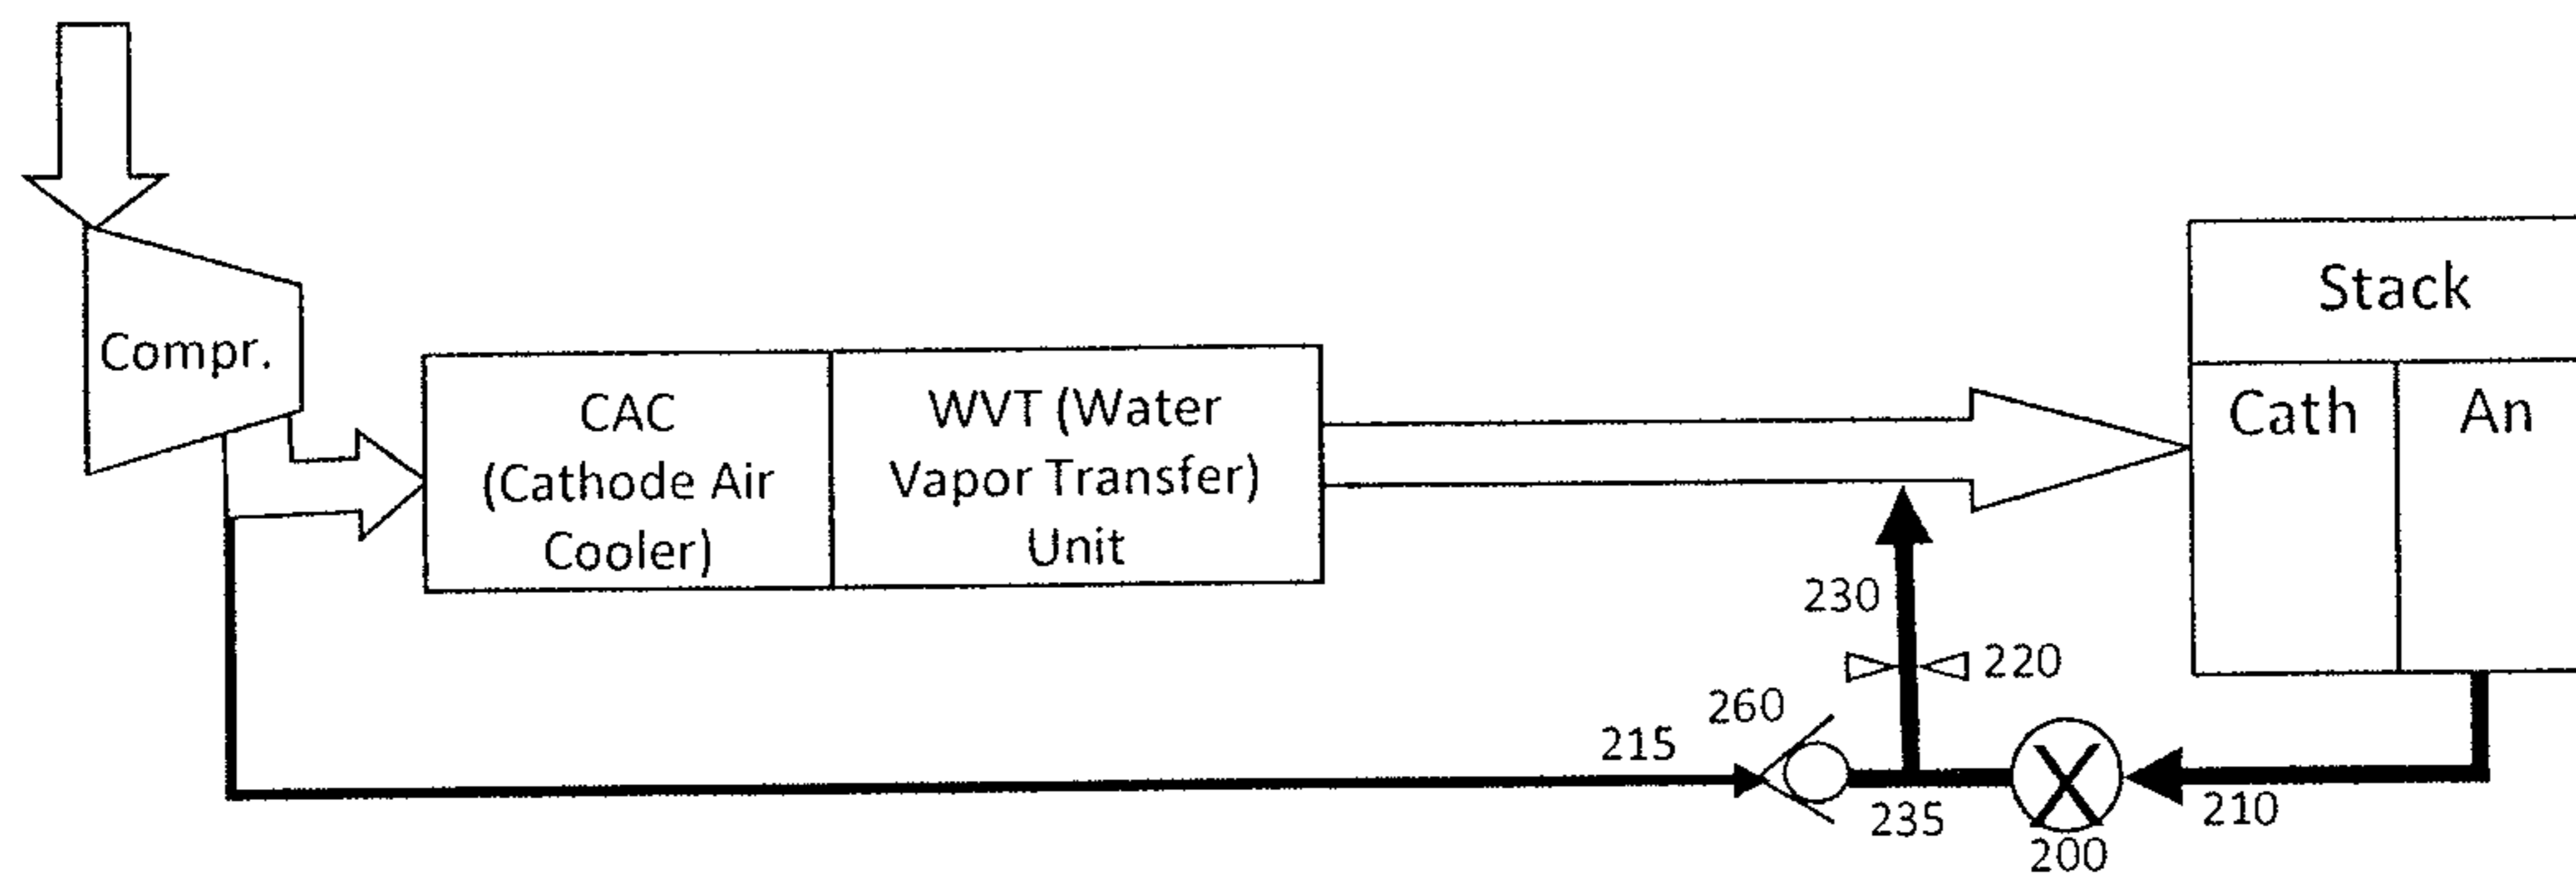 Stack
Compr.
CAC
(Cathode Air
Cooler)
WVT (Water
Vapor Transfer)
Unit
Cath
An
230
220
260
215
235
210
200